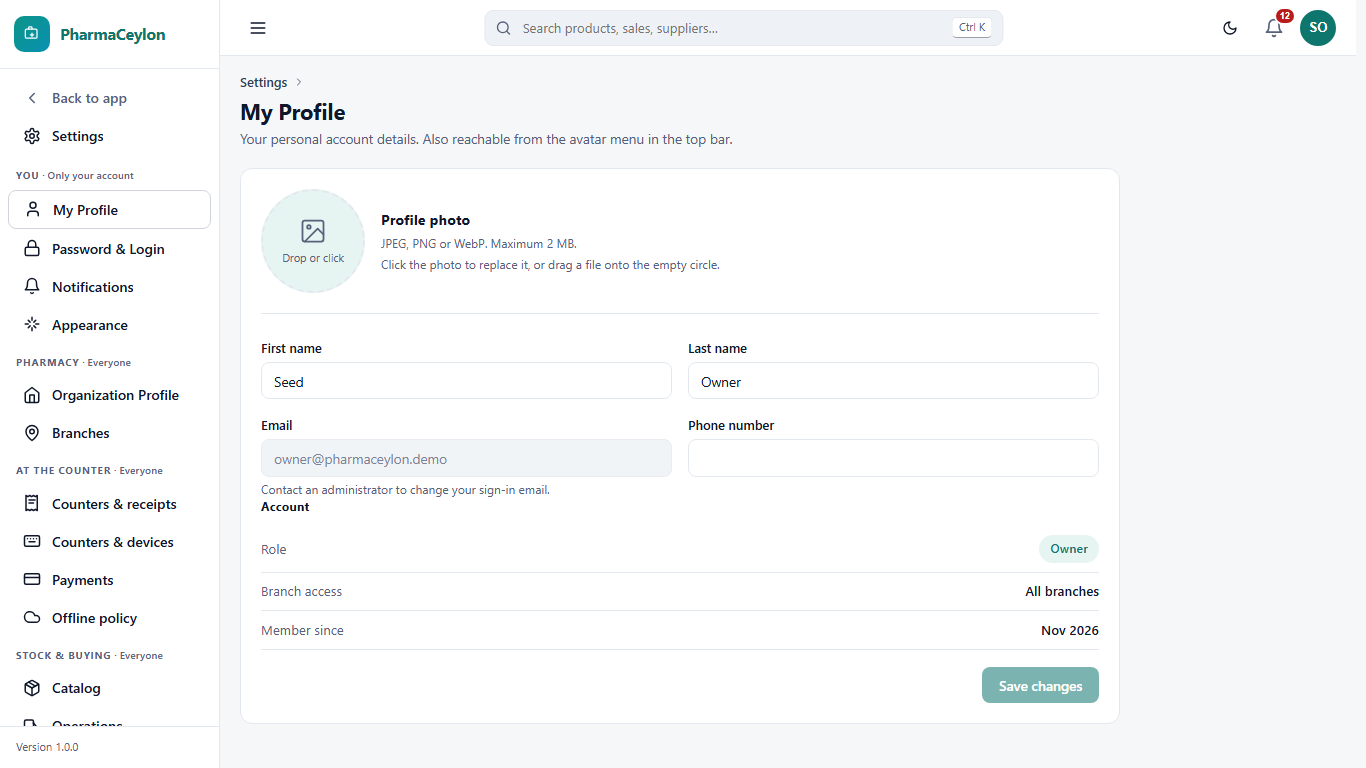 PharmaCeylon
Search products, sales, suppliers...
Ctrl K
12
SO
Back to app
Settings
YOU · Only your account
My Profile
Password & Login
Notifications
Appearance
PHARMACY · Everyone
Organization Profile
Branches
AT THE COUNTER · Everyone
Counters & receipts
Counters & devices
Payments
Offline policy
STOCK & BUYING · Everyone
Catalog
Operations
Version 1.0.0
Settings
My Profile
Your personal account details. Also reachable from the avatar menu in the top bar.
Drop or click
Profile photo
JPEG, PNG or WebP. Maximum 2 MB.
Click the photo to replace it, or drag a file onto the empty circle.
First name
Last name
Seed
Owner
Email
Phone number
owner@pharmaceylon.demo
Contact an administrator to change your sign-in email.
Account
Role
Owner
Branch access
All branches
Member since
Nov 2026
Save changes